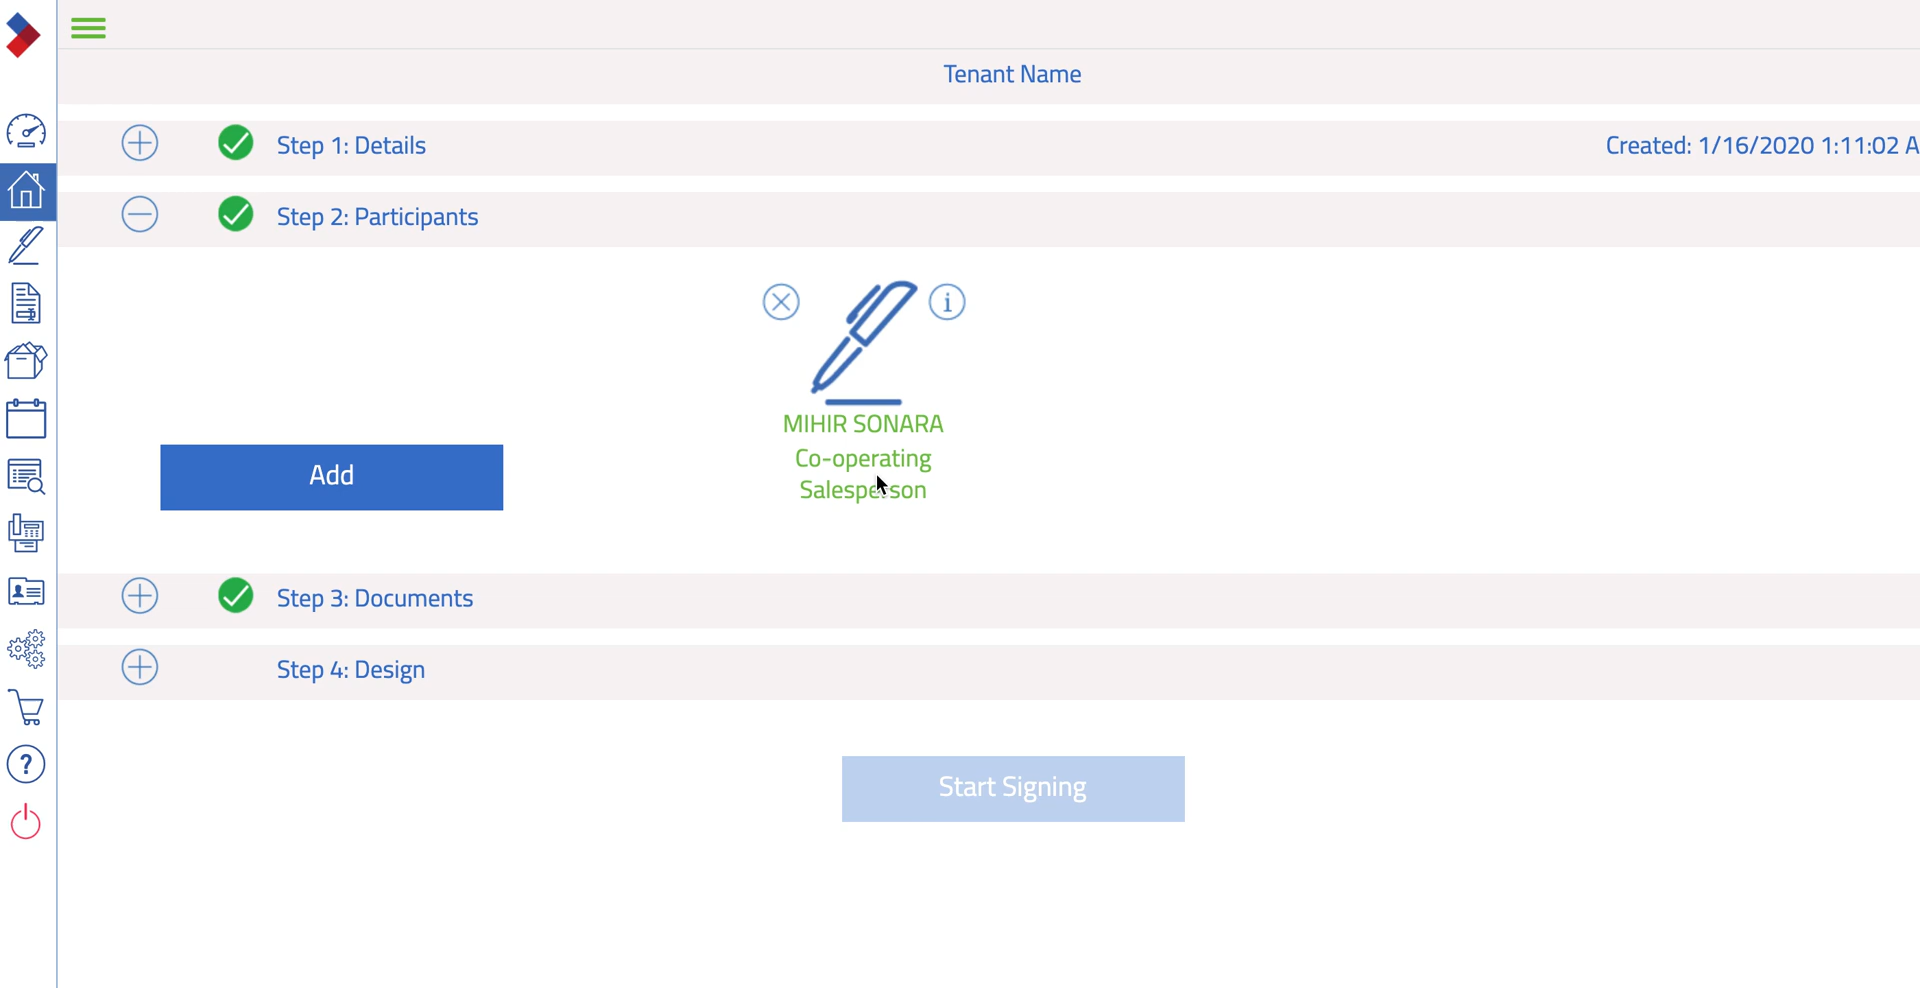 Tenant Name
Step 1: Details
Created: 1/16/2020 1:11:02 A
Step 2: Participants
i
MIHIR SONARA
Co-operating
Salesperson
Add
Step 3: Documents
Step 4: Design
Start Signing
?